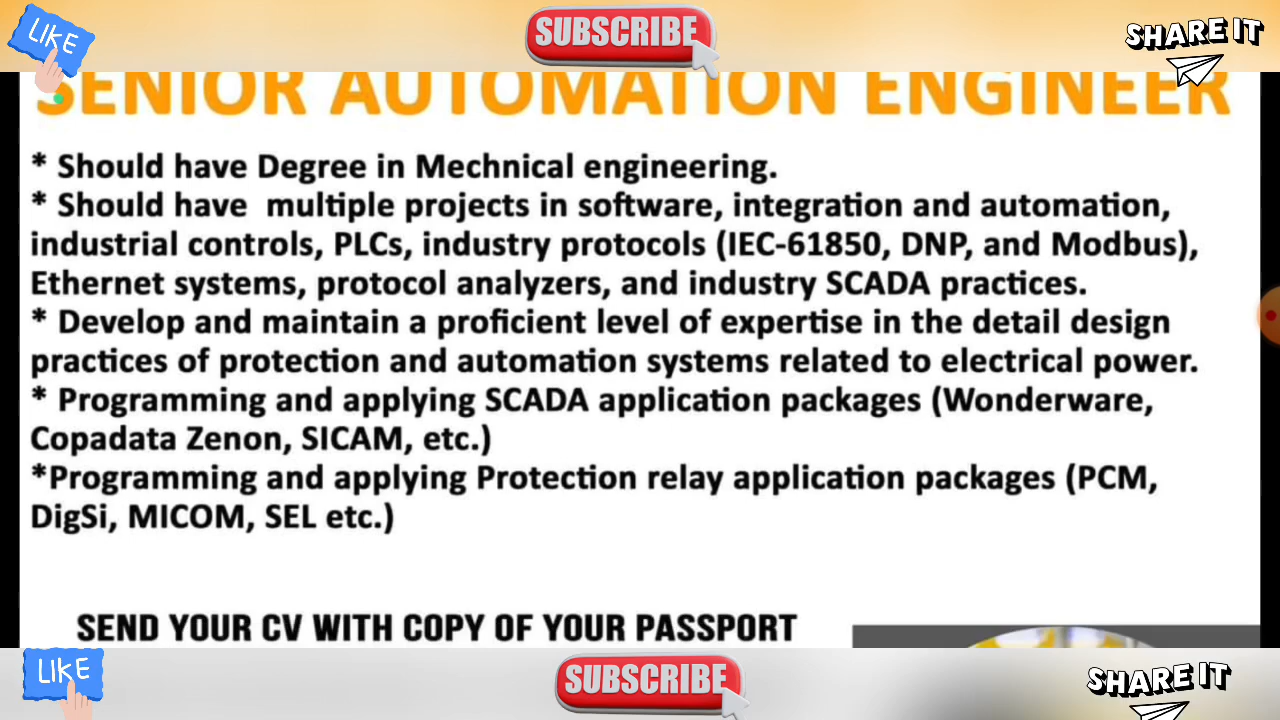 LIKE
SUBSCRIBE
SHARE IT
SENIOR AUTOMATION ENGINEER
* Should have Degree in Mechnical engineering.
* Should have  multiple projects in software, integration and automation,
industrial controls, PLCs, industry protocols (IEC-61850, DNP, and Modbus),
Ethernet systems, protocol analyzers, and industry SCADA practices.
* Develop and maintain a proficient level of expertise in the detail design
practices of protection and automation systems related to electrical power.
* Programming and applying SCADA application packages (Wonderware,
Copadata Zenon, SICAM, etc.)
*Programming and applying Protection relay application packages (PCM,
DigSi, MICOM, SEL etc.)
SEND YOUR CV WITH COPY OF YOUR PASSPORT
LIKE
SUBSCRIBE
SHARE IT